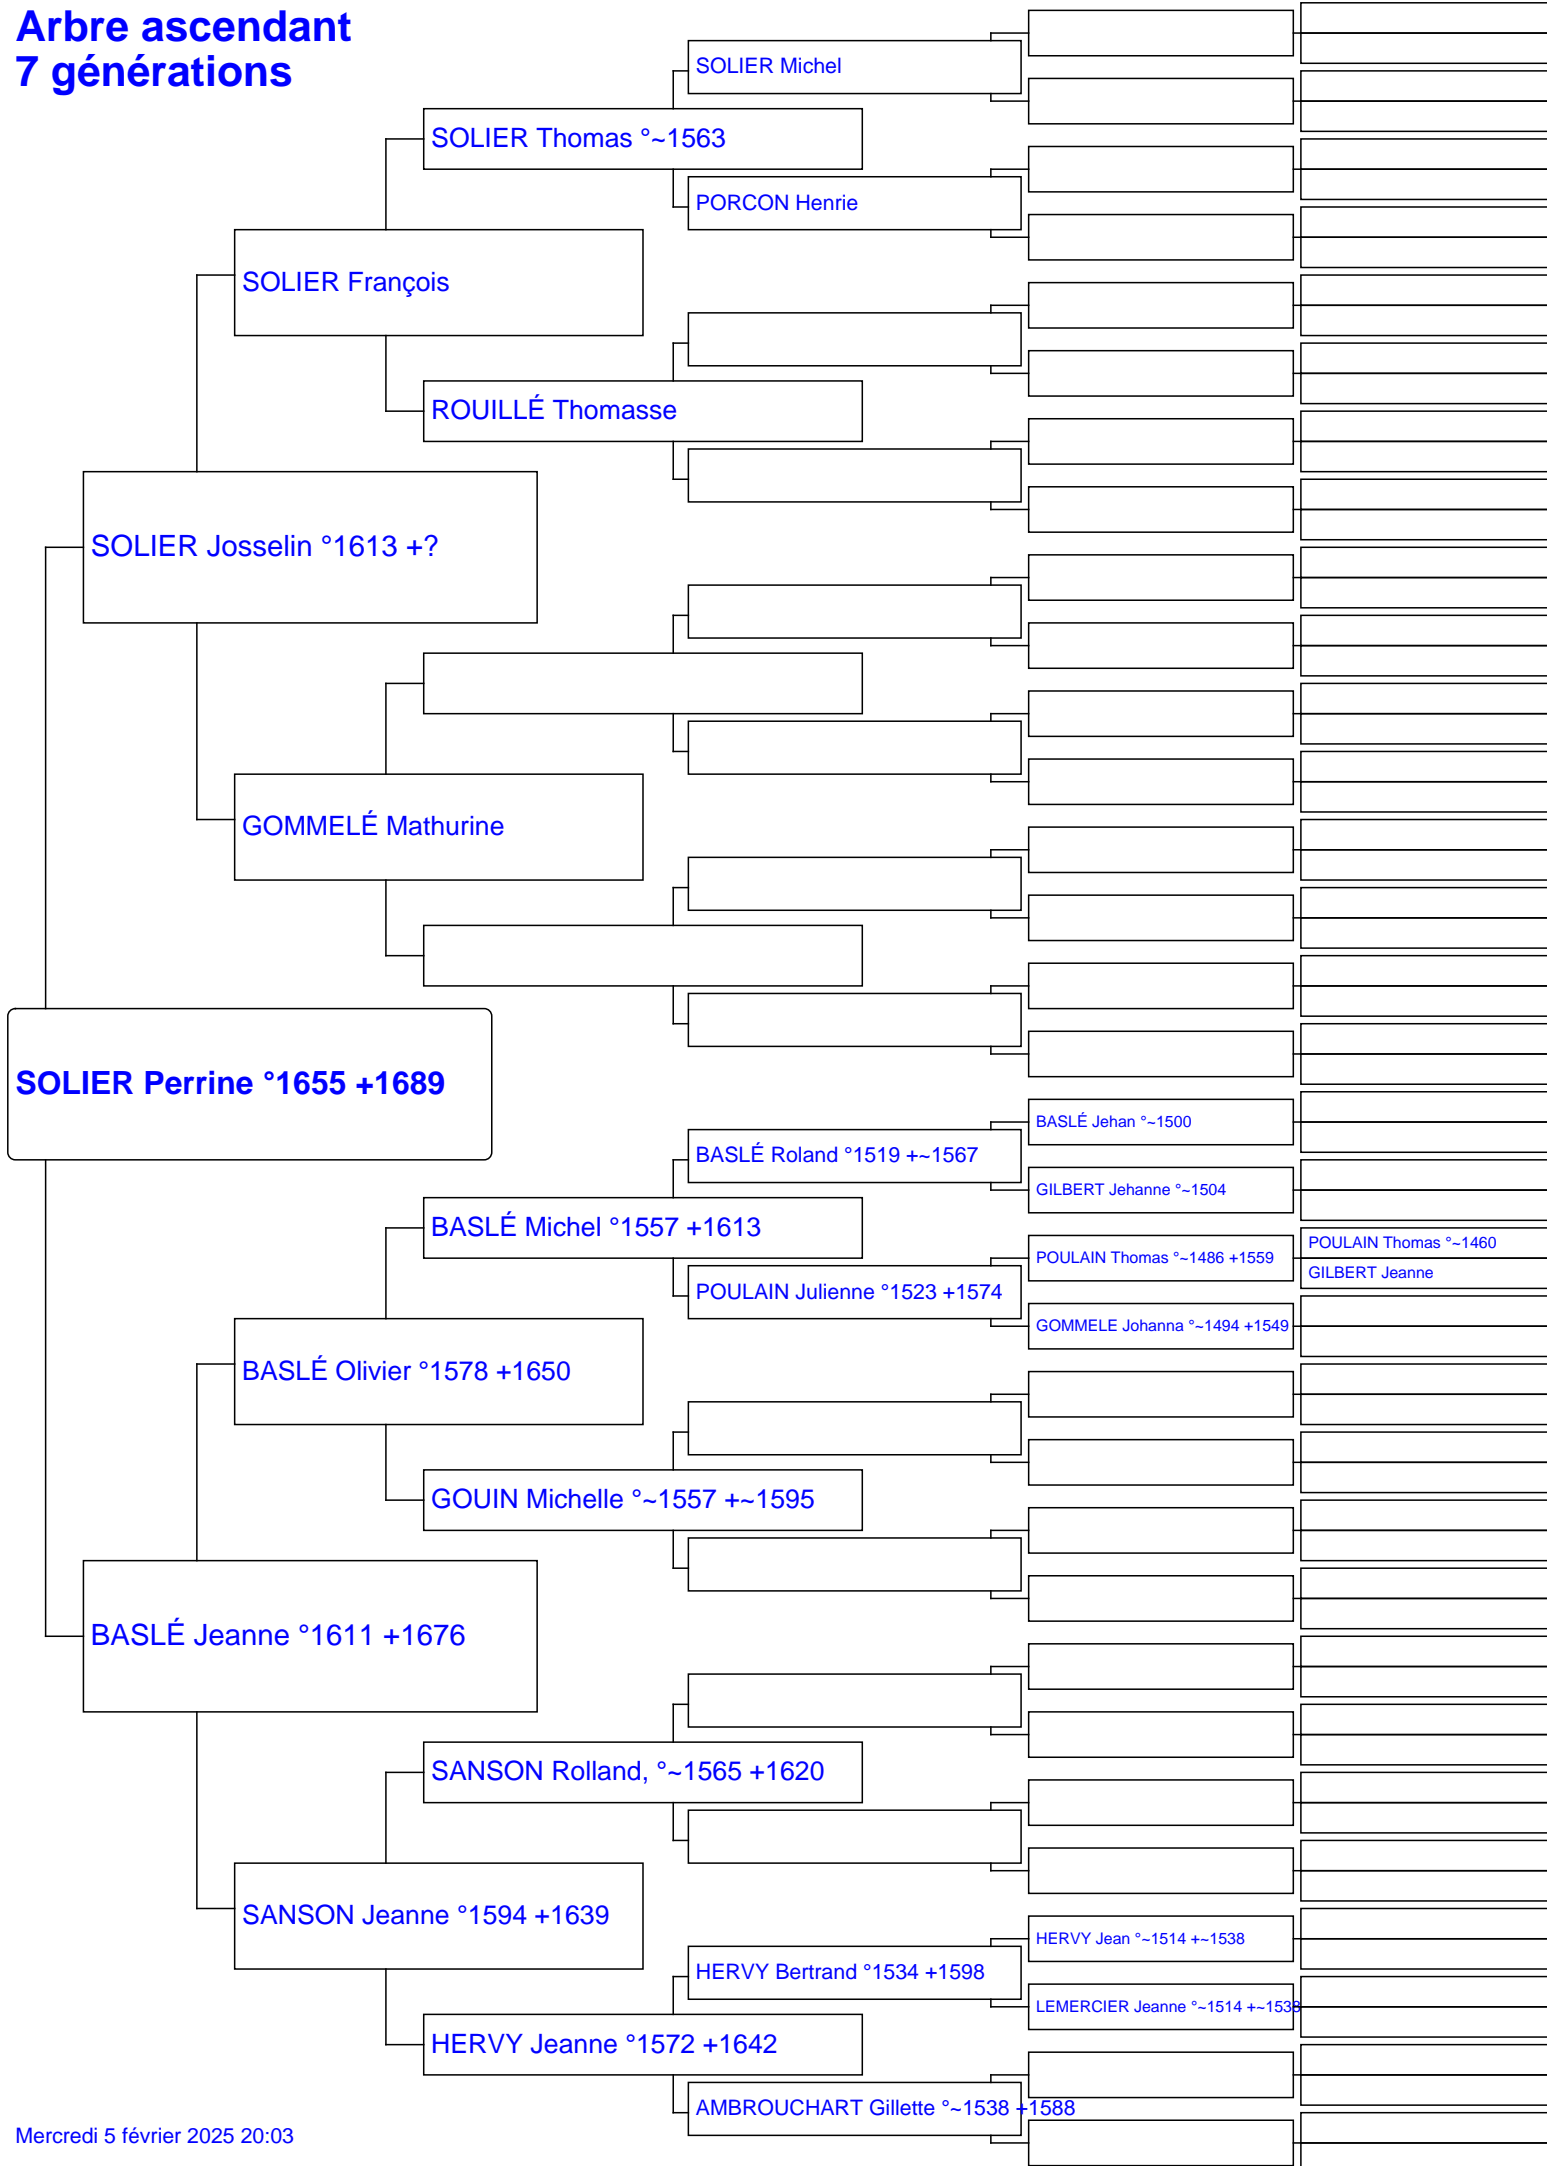 Arbre ascendant
7 générations
SOLIER Michel
SOLIER Thomas °~1563
PORCON Henrie
SOLIER François
ROUILLÉ Thomasse
SOLIER Josselin °1613 +?
GOMMELÉ Mathurine
SOLIER Perrine °1655 +1689
BASLÉ Jehan °~1500
BASLÉ Roland °1519 +~1567
GILBERT Jehanne °~1504
BASLÉ Michel °1557 +1613
POULAIN Thomas °~1460
POULAIN Thomas °~1486 +1559
GILBERT Jeanne
POULAIN Julienne °1523 +1574
GOMMELE Johanna °~1494 +1549
BASLÉ Olivier °1578 +1650
GOUIN Michelle °~1557 +~1595
BASLÉ Jeanne °1611 +1676
SANSON Rolland, °~1565 +1620
SANSON Jeanne °1594 +1639
HERVY Jean °~1514 +~1538
HERVY Bertrand °1534 +1598
LEMERCIER Jeanne °~1514 +~1538
HERVY Jeanne °1572 +1642
AMBROUCHART Gillette °~1538 +1588
Mercredi 5 février 2025 20:03